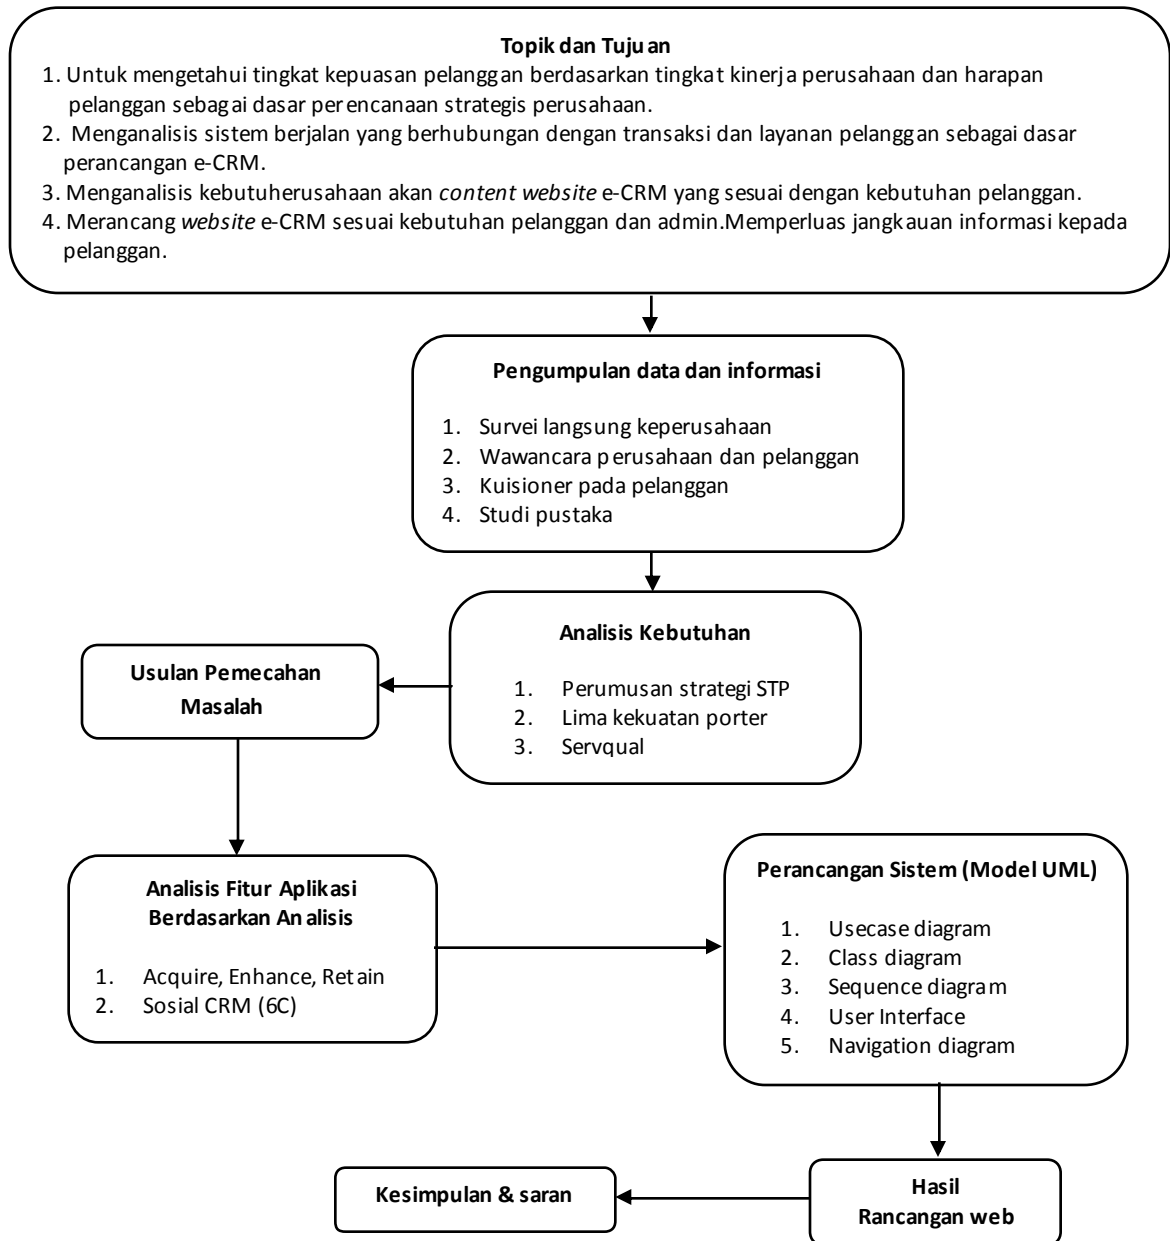 Topik dan Tujuan
1. Untuk mengetahui tingkat kepuasan pelanggan berdasarkan tingkat kinerja perusahaan dan harapan
pelanggan sebagai dasar perencanaan strategis perusahaan.
2. Menganalisis sistem berjalan yang berhubungan dengan transaksi dan layanan pelanggan sebagai dasar
perancangan e-CRM.
3. Menganalisis kebutuherusahaan akan content website e-CRM yang sesuai dengan kebutuhan pelanggan.
4. Merancang website e-CRM sesuai kebutuhan pelanggan dan admin.Memperluas jangkauan informasi kepada
pelanggan.
Pengumpulan data dan informasi
1. Survei langsung keperusahaan
2. Wawancara perusahaan dan pelanggan
3. Kuisioner pada pelanggan
4. Studi pustaka
Analisis Kebutuhan
1. Perumusan strategi STP
2. Lima kekuatan porter
3. Servqual
Usulan Pemecahan
Masalah
Analisis Fitur Aplikasi
Berdasarkan Analisis
1. Acquire, Enhance, Retain
2. Sosial CRM (6C)
Perancangan Sistem (Model UML)
1. Usecase diagram
2. Class diagram
3. Sequence diagram
4. User Interface
5. Navigation diagram
Hasil
Rancangan web
Kesimpulan & saran